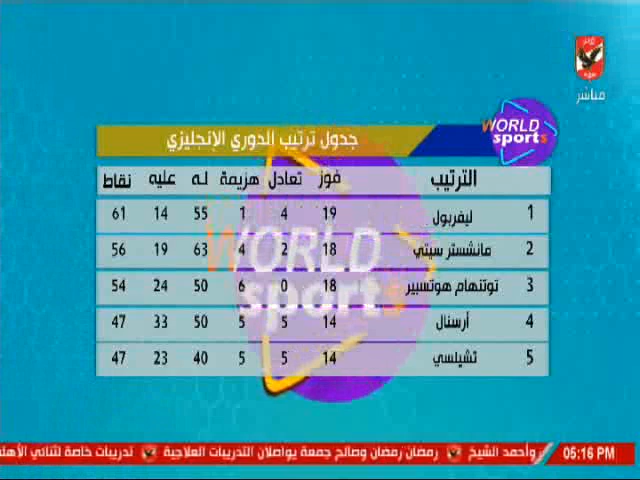 مباشر
WORLD
sports
جدول ترتيب الدوري الإنجليزي
الترتيب فوز تعادل هزيمة له عليه نقاط
1 ليفربول 19 4 1 55 14 61
2 مانشستر سيتي 18 2 4 63 19 56
3 توتنهام هوتسبير 18 0 6 50 24 54
4 أرسنال 14 5 5 50 33 47
5 تشيلسي 14 5 5 40 23 47
WORLD
sports
05:16 PM
وأحمد الشيخ رمضان رمضان وصالح جمعة يواصلان التدريبات العلاجية تدريبات خاصة لثنائي الأهلي